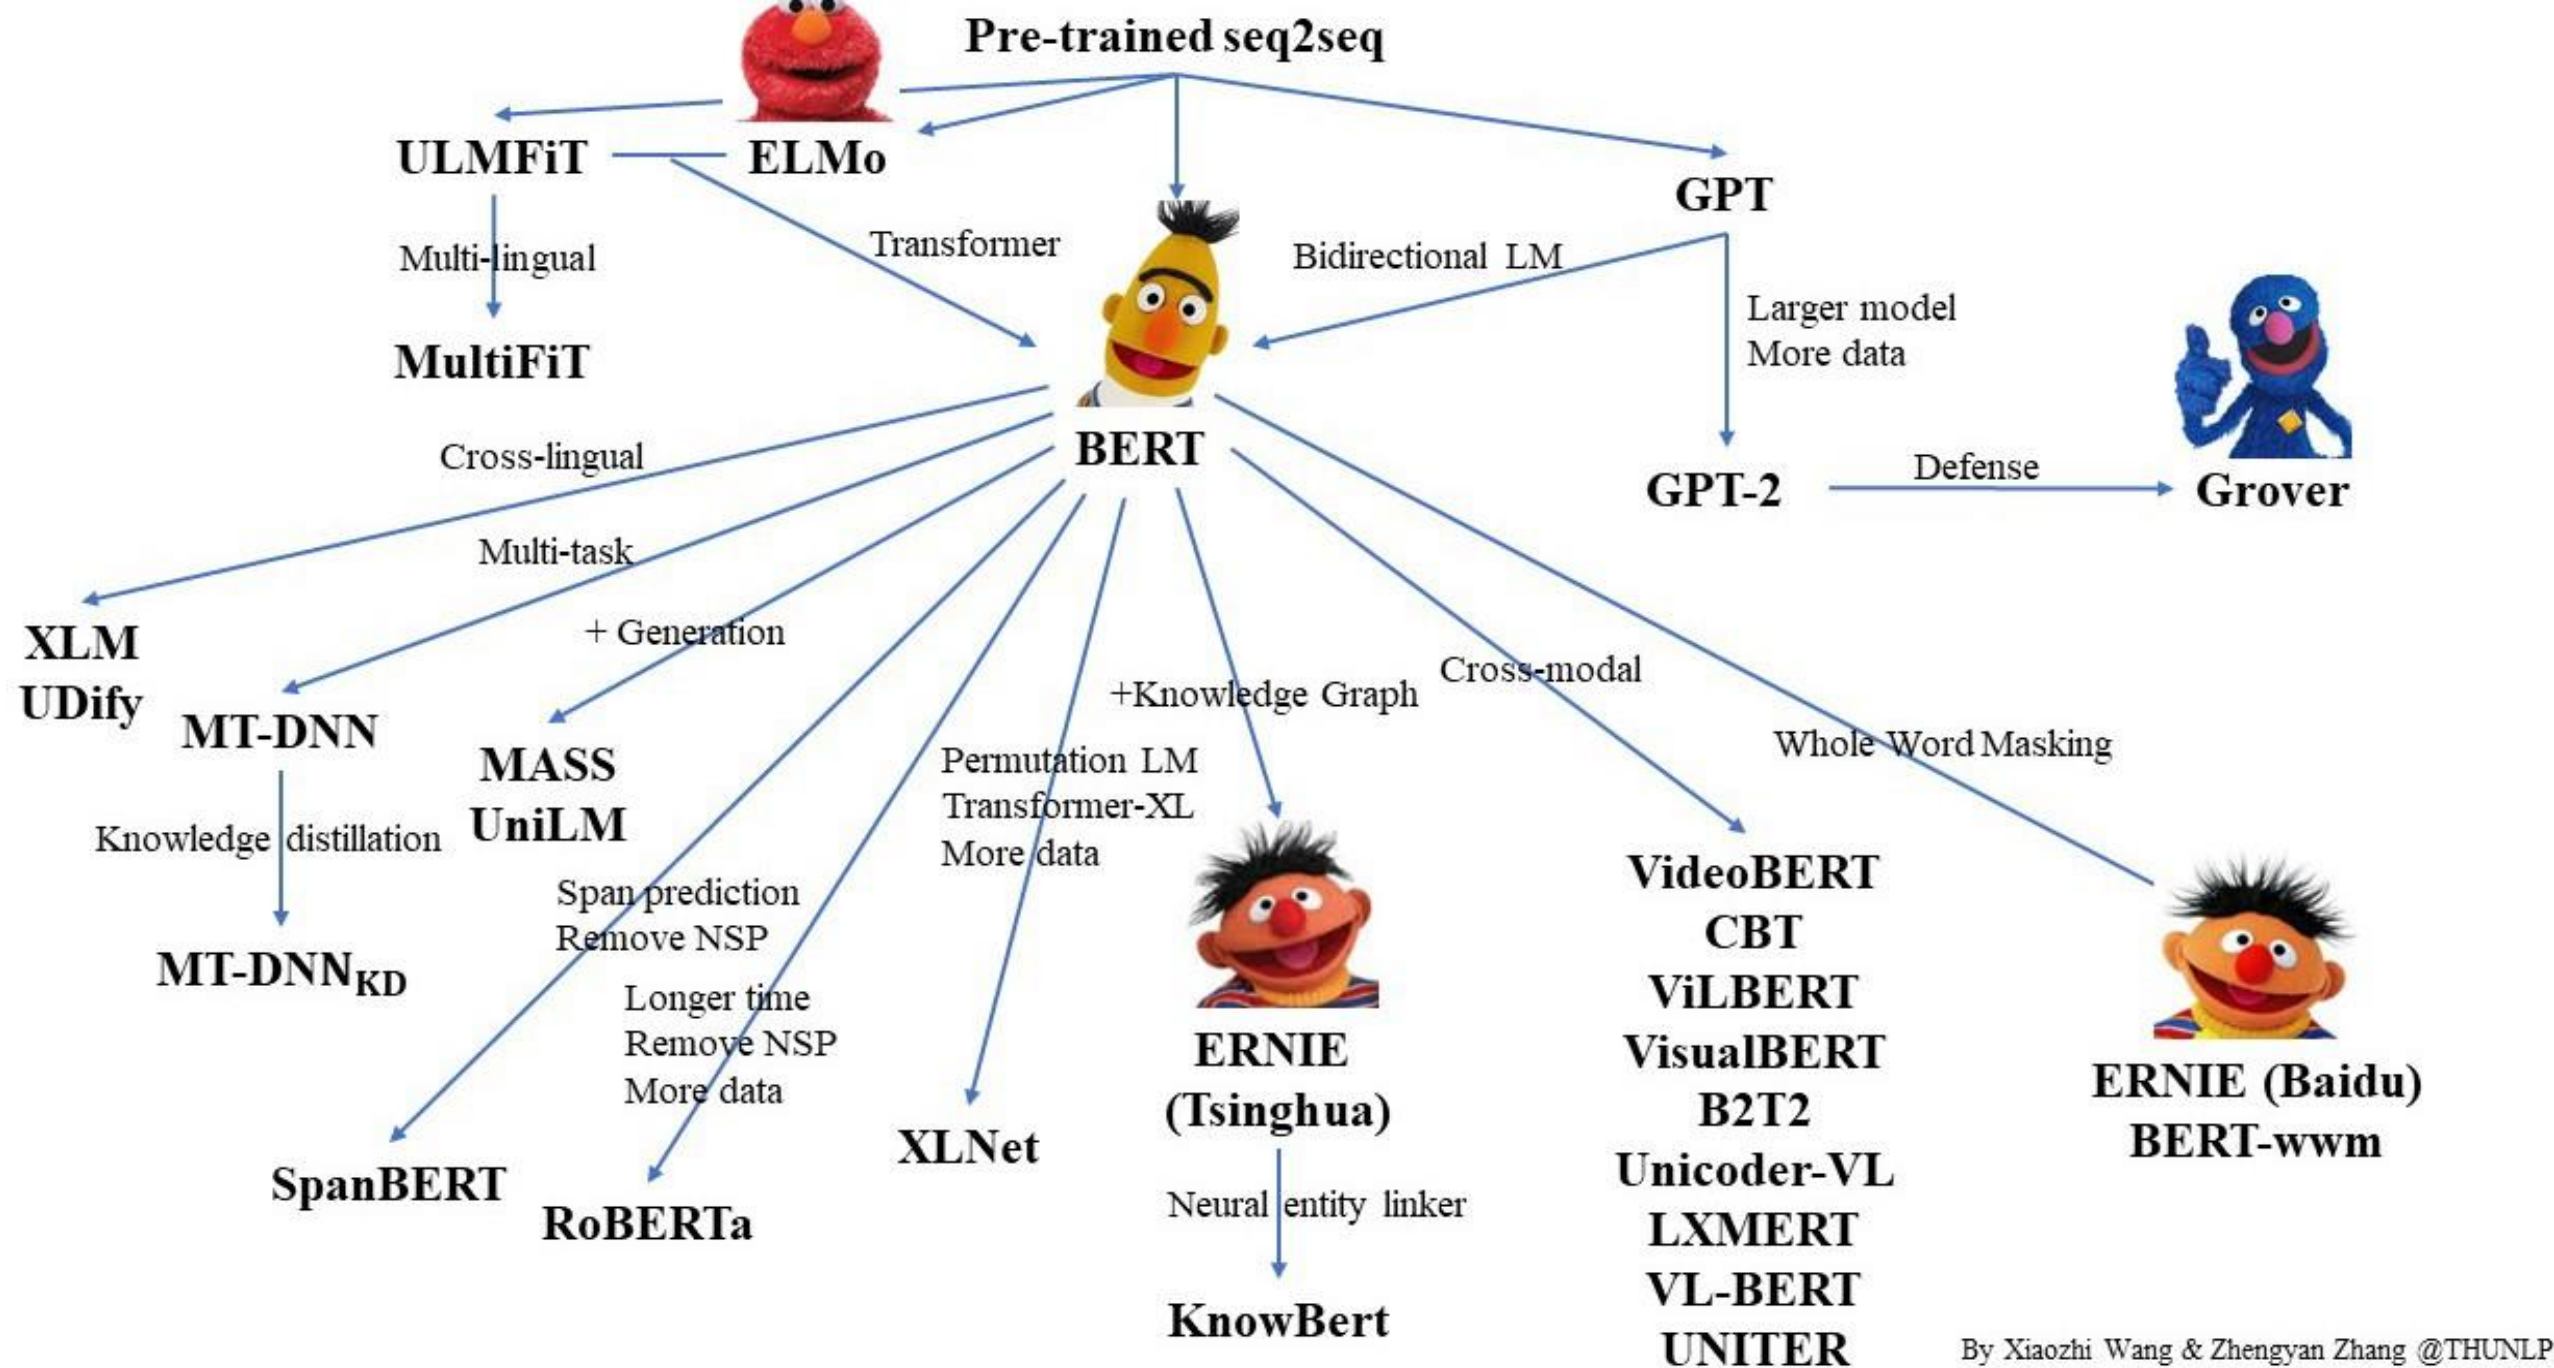 Pre-trained seq2seq
ULMFiT
ELMo
GPT
Transformer
Bidirectional LM
Multi-lingual
Larger model
More data
MultiFiT
BERT
Cross-lingual
GPT-2
Defense
Grover
Multi-task
+ Generation
XLM
UDify
MT-DNN
MASS
UniLM
+Knowledge Graph
Cross-modal
Whole Word Masking
Permutation LM
Transformer-XL
More data
Knowledge distillation
Span prediction
Remove NSP
MT-DNNKD
Longer time
Remove NSP
More data
SpanBERT
RoBERTa
XLNet
ERNIE
(Tsinghua)
Neural entity linker
KnowBert
VideoBERT
CBT
ViLBERT
VisualBERT
B2T2
Unicoder-VL
LXMERT
VL-BERT
UNITER
ERNIE (Baidu)
BERT-wwm
By Xiaozhi Wang & Zhengyan Zhang @THUNLP